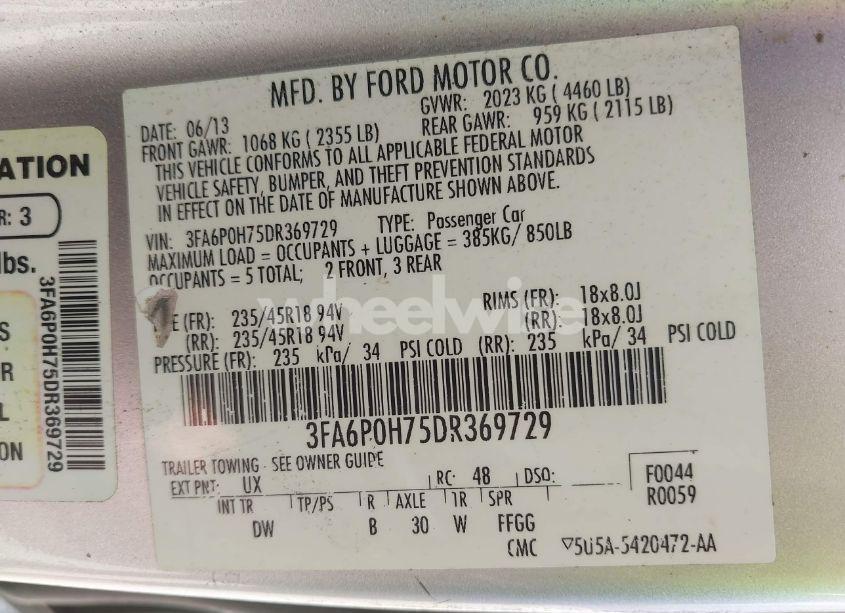 MFD. BY FORD MOTOR CO.
DATE: 06/13 GVWR: 2023 KG ( 4460 LB)
FRONT GAWR: 1068 KG ( 2355 LB) REAR GAWR: 959 KG ( 2115 LB)
THIS VEHICLE CONFORMS TO ALL APPLICABLE FEDERAL MOTOR
VEHICLE SAFETY, BUMPER, AND THEFT PREVENTION STANDARDS
IN EFFECT ON THE DATE OF MANUFACTURE SHOWN ABOVE.
VIN: 3FA6P0H75DR369729 TYPE: Passenger Car
MAXIMUM LOAD = OCCUPANTS + LUGGAGE = 385KG/ 850LB
OCCUPANTS = 5 TOTAL; 2 FRONT, 3 REAR
E (FR): 235/45R18 94V RIMS (FR): 18x8.0J
(RR): 235/45R18 94V (RR): 18x8.0J
PRESSURE (FR): 235 kPa/ 34 PSI COLD (RR): 235 kPa/ 34 PSI COLD
3FA6P0H75DR369729
TRAILER TOWING - SEE OWNER GUIDE
EXT PNT: UX RC: 48 DSO: F0044
INT TR TP/PS R AXLE TR SPR R0059
DW B 30 W FFGG
CMC ▽5U5A-5420472-AA
ATION
R: 3
lbs.
S
R
L
ON
3FA6P0H75DR369729
wheelwire